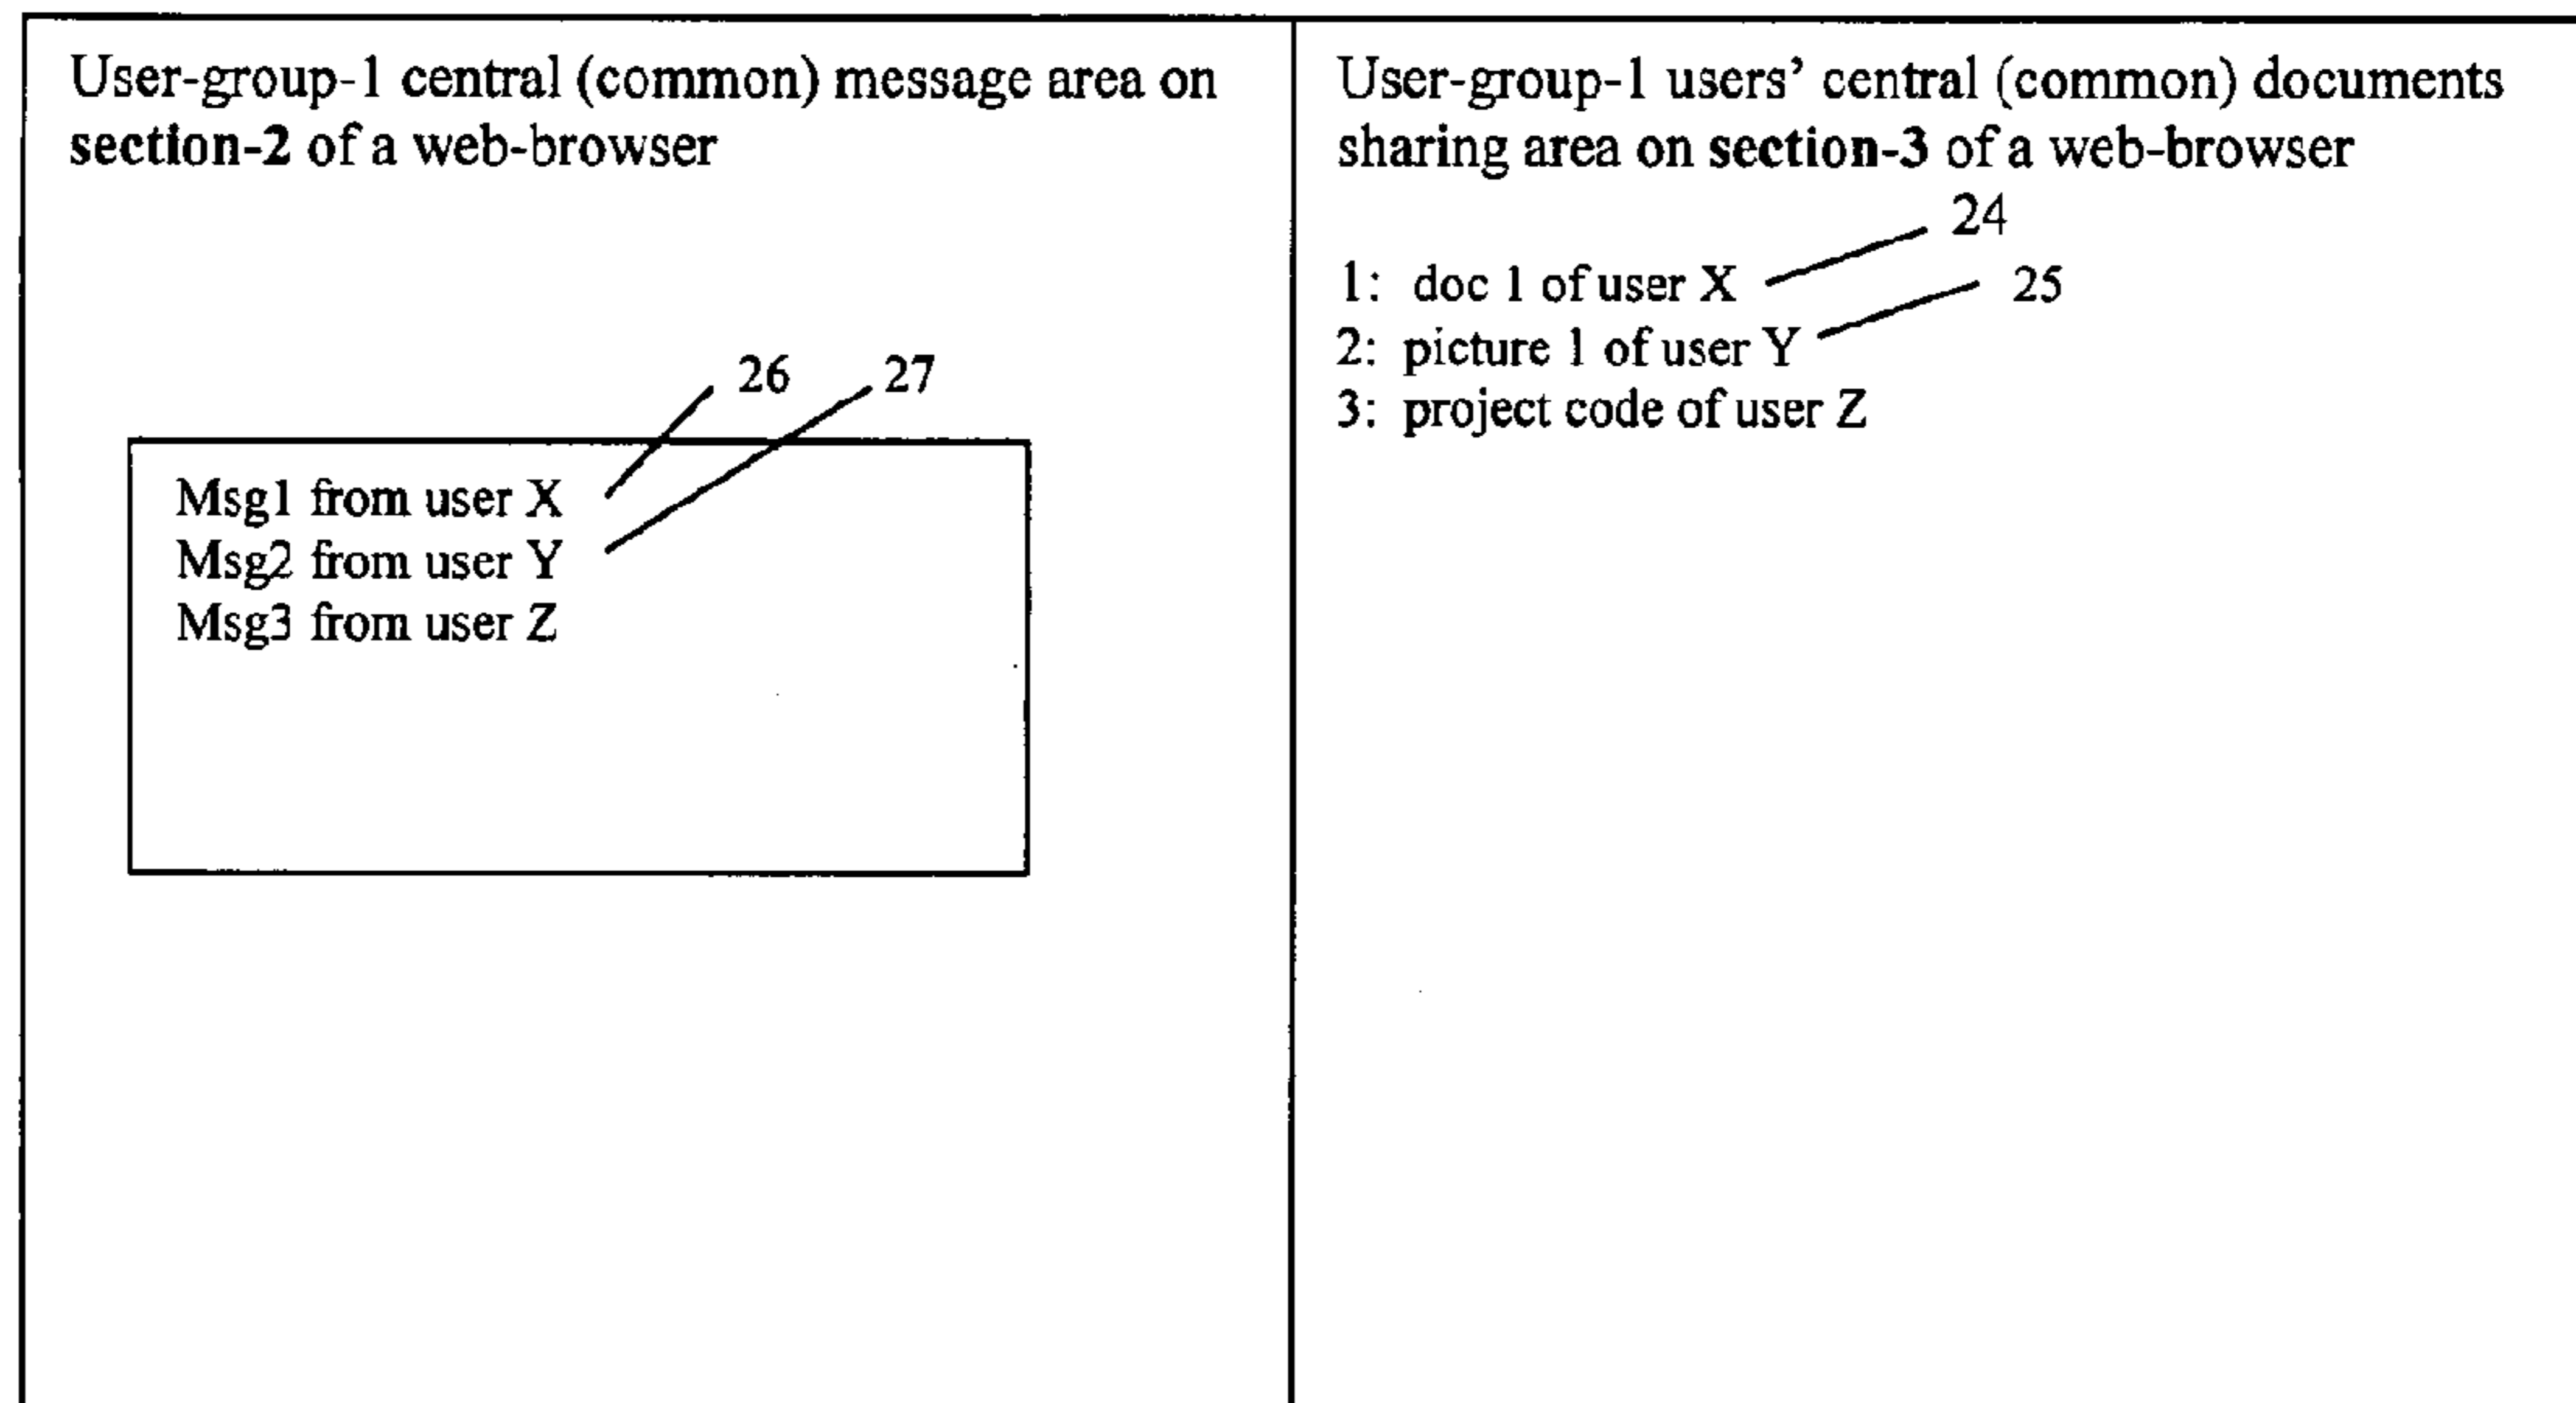 User-group-1 central (common) message area on
section-2 of a web-browser
26
27
Msg1 from user X
Msg2 from user Y
Msg3 from user Z
User-group-1 users’ central (common) documents
sharing area on section-3 of a web-browser
24
1: doc 1 of user X
25
2: picture 1 of user Y
3: project code of user Z